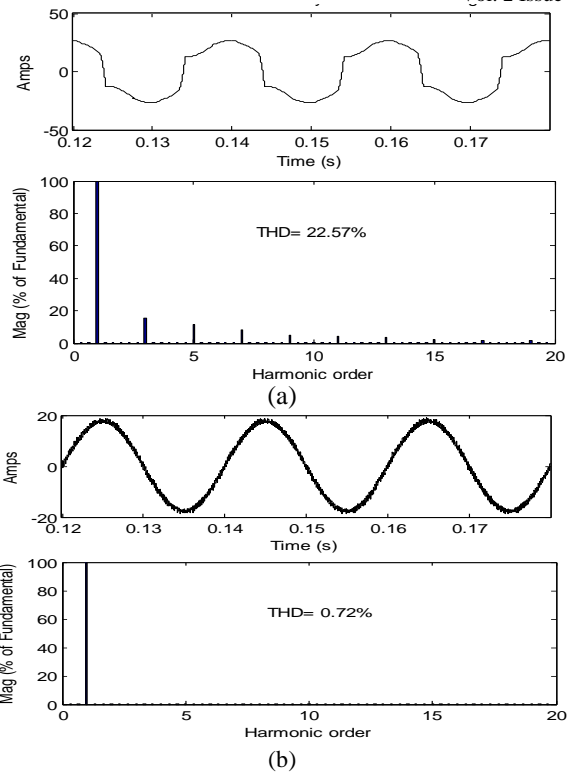 50
0
-50
Amps
0.12 0.13 0.14 0.15 0.16 0.17
Time (s)
100
80
60
40
20
0
Mag (% of Fundamental)
THD= 22.57%
0 5 10 15 20
Harmonic order
(a)
20
0
-20
Amps
0.12 0.13 0.14 0.15 0.16 0.17
Time (s)
100
80
60
40
20
0
Mag (% of Fundamental)
THD= 0.72%
0 5 10 15 20
Harmonic order
(b)